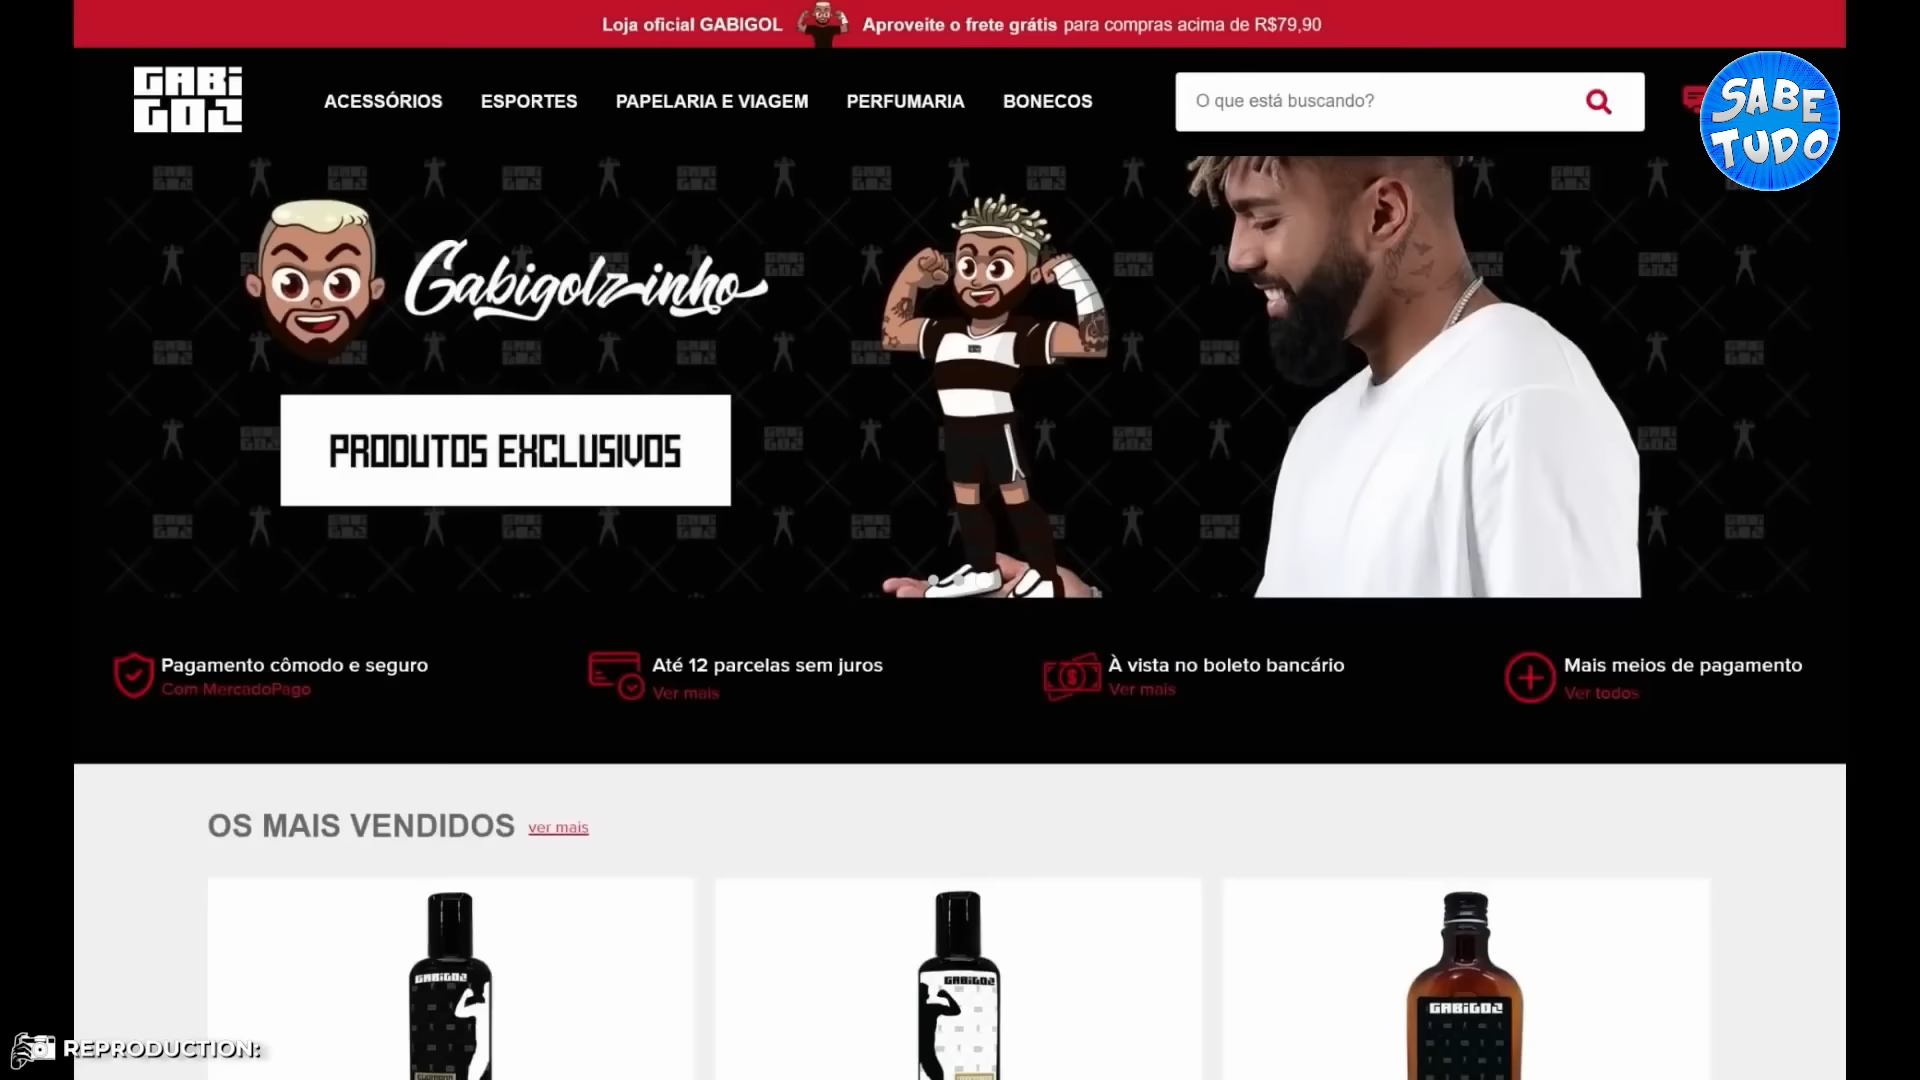 Loja oficial GABIGOL Aproveite o frete grátis para compras acima de R$79,90
GABI
GOL
ACESSÓRIOS ESPORTES PAPELARIA E VIAGEM PERFUMARIA BONECOS
O que está buscando?
SABE
TUDO
Gabigolzinho
PRODUTOS EXCLUSIVOS
Pagamento cômodo e seguro
Com MercadoPago
Até 12 parcelas sem juros
Ver mais
À vista no boleto bancário
Ver mais
Mais meios de pagamento
Ver todos
OS MAIS VENDIDOS ver mais
GABIGOL
GABIGOL
GABIGOL
REPRODUCTION: